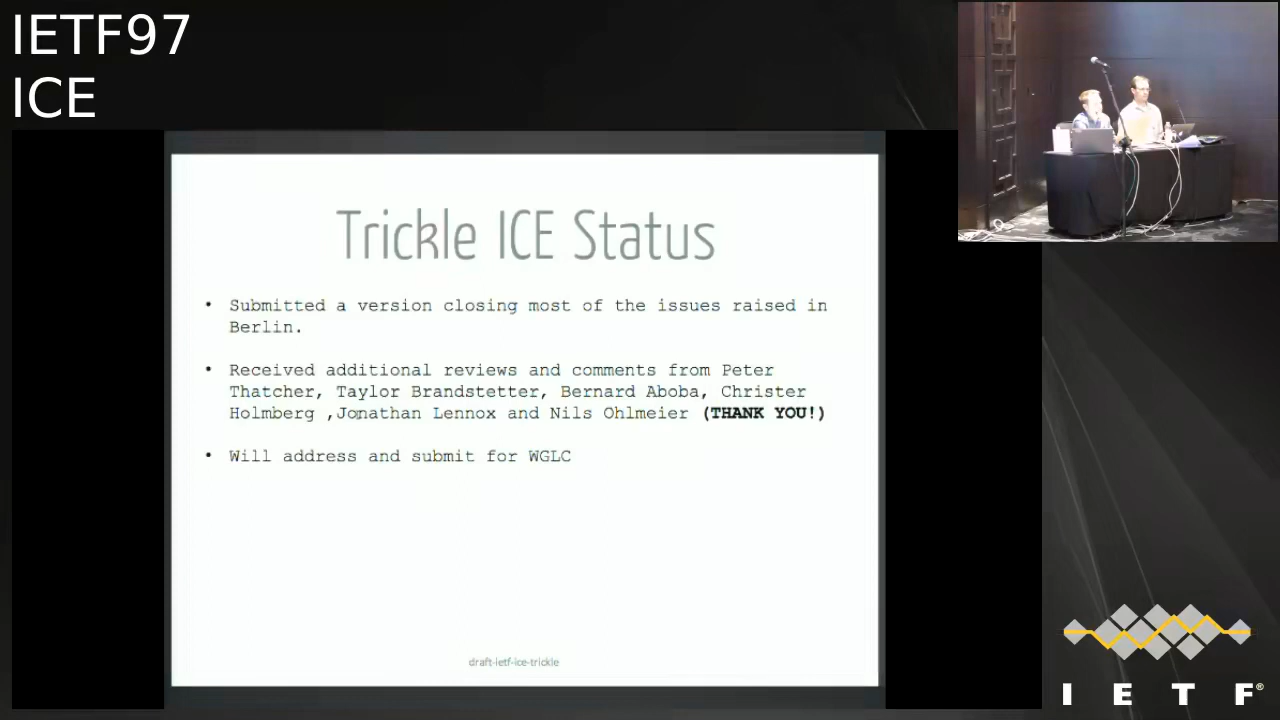 IETF97
ICE
Trickle ICE Status
• Submitted a version closing most of the issues raised in
Berlin.
• Received additional reviews and comments from Peter
Thatcher, Taylor Brandstetter, Bernard Aboba, Christer
Holmberg ,Jonathan Lennox and Nils Ohlmeier (THANK YOU!)
• Will address and submit for WGLC
draft-ietf-ice-trickle
I E T F®